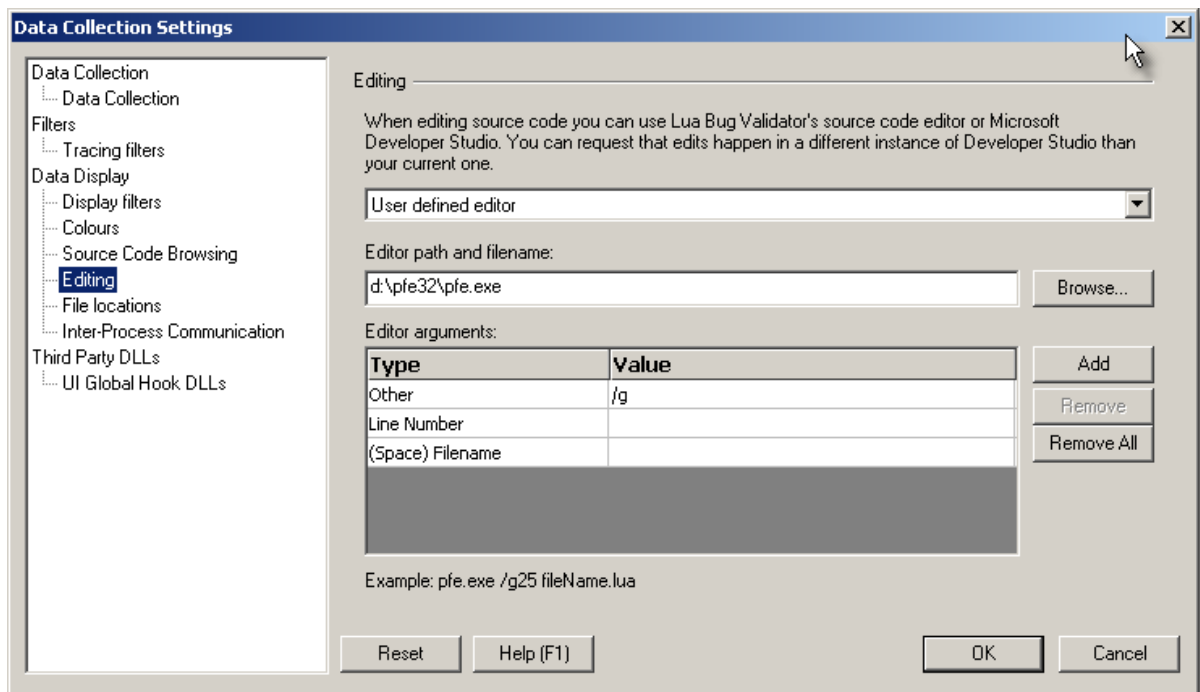 Data Collection Settings
Data Collection
Data Collection
Filters
Tracing filters
Data Display
Display filters
Colours
Source Code Browsing
Editing
File locations
Inter-Process Communication
Third Party DLLs
UI Global Hook DLLs
Editing
When editing source code you can use Lua Bug Validator's source code editor or Microsoft
Developer Studio. You can request that edits happen in a different instance of Developer Studio than
your current one.
User defined editor
Editor path and filename:
d:\pfe32\pfe.exe
Browse...
Editor arguments:
Type Value
Other /g
Line Number
(Space) Filename
Add
Remove
Remove All
Example: pfe.exe /g25 fileName.lua
Reset Help (F1) OK Cancel